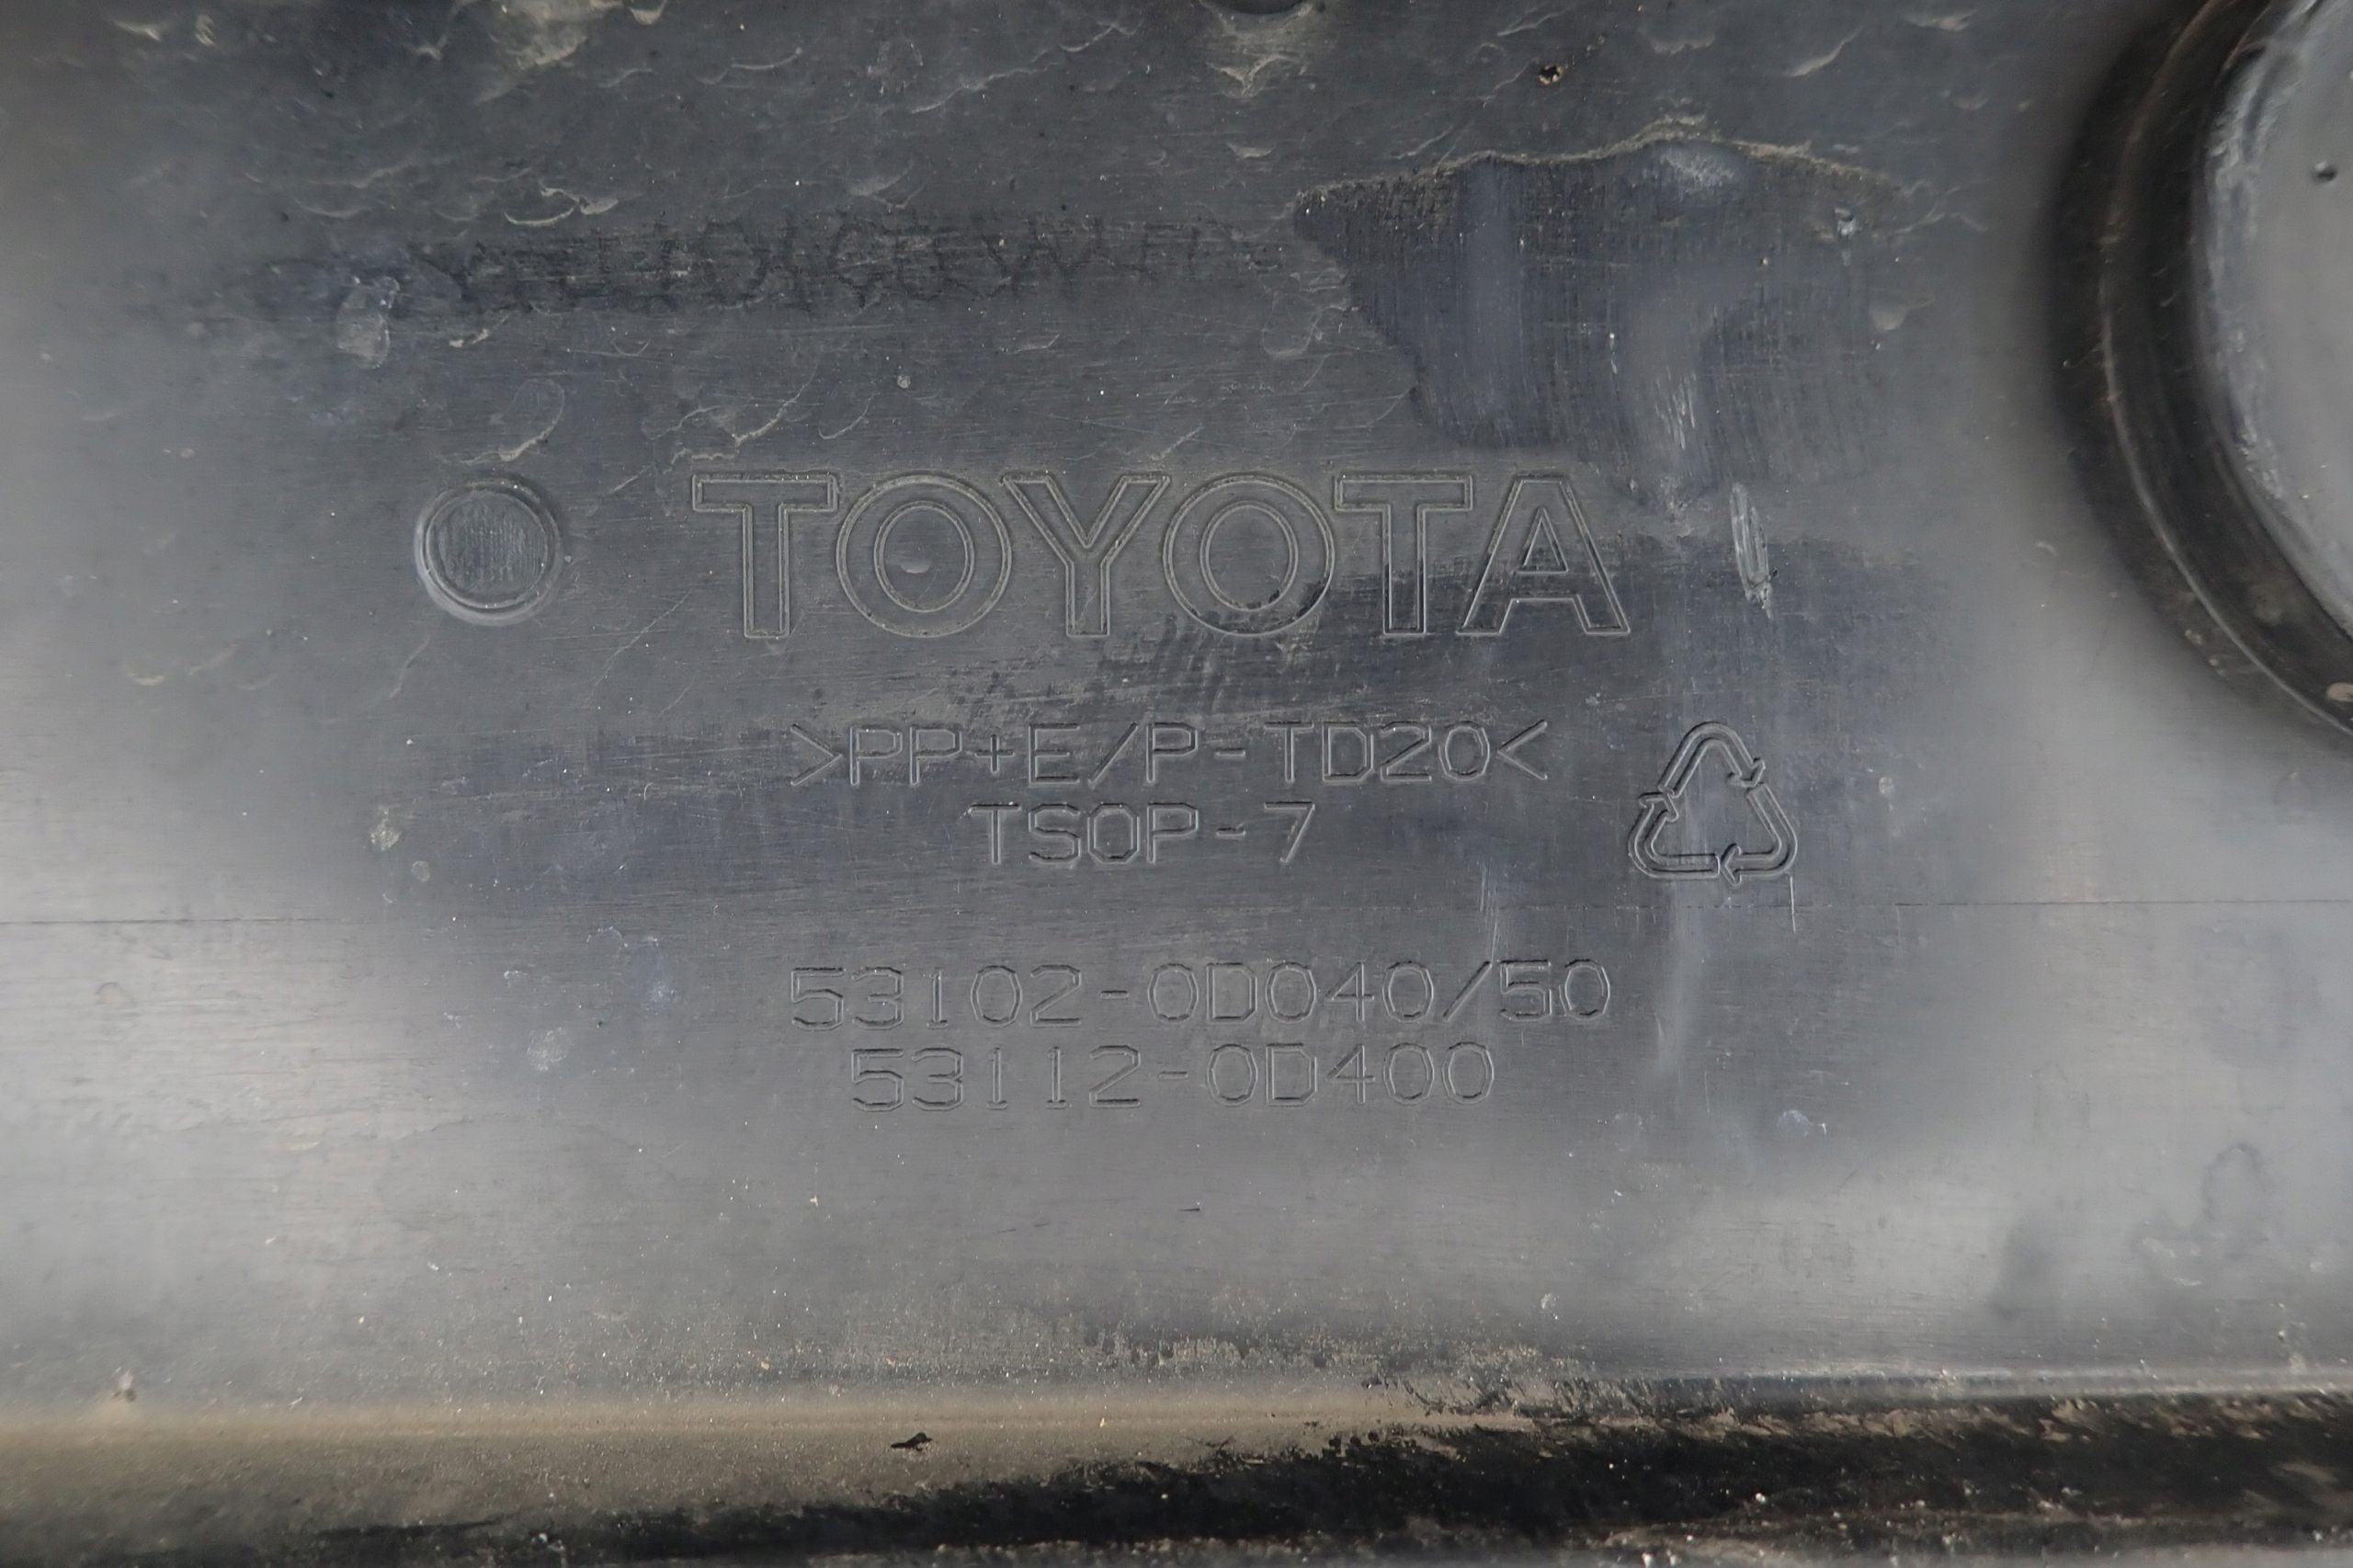 TOYOTA
>PP+E/P-TD20<
TSOP-7
53102-0D040/50
53112-0D400